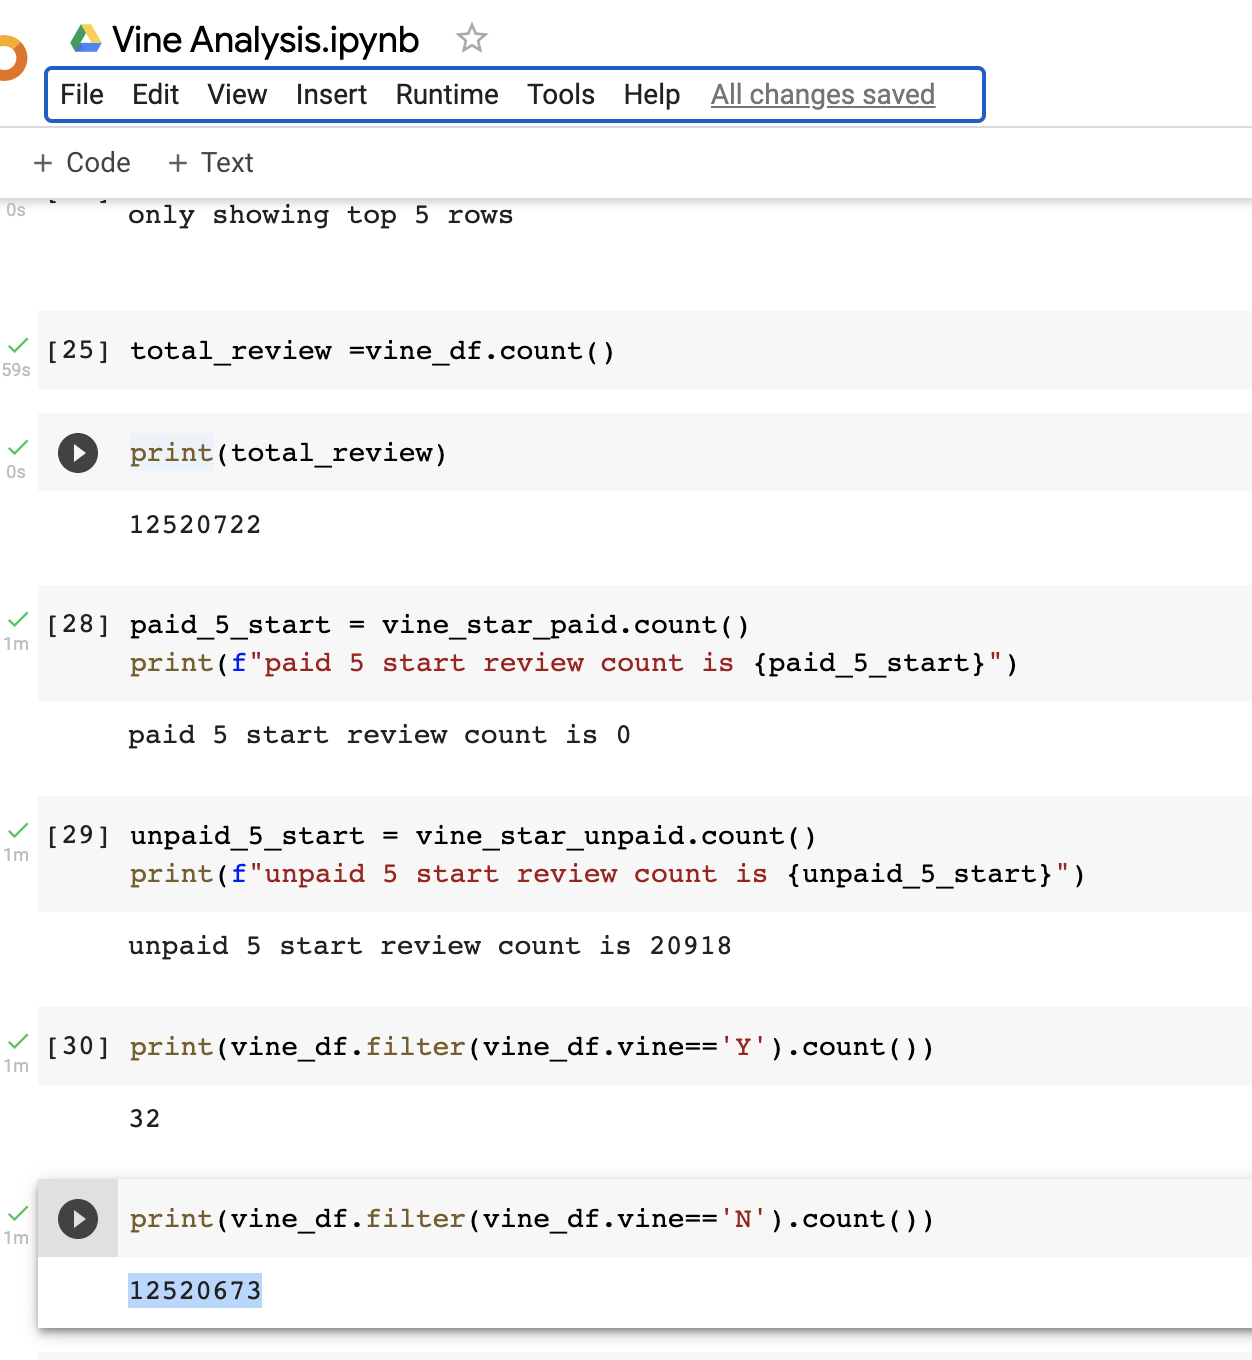 Vine Analysis.ipynb
File Edit View Insert Runtime Tools Help All changes saved
+ Code + Text
0s
only showing top 5 rows
[25] total_review =vine_df.count()
59s
print(total_review)
0s
12520722
[28] paid_5_start = vine_star_paid.count()
1m
print(f"paid 5 start review count is {paid_5_start}")
paid 5 start review count is 0
[29] unpaid_5_start = vine_star_unpaid.count()
1m
print(f"unpaid 5 start review count is {unpaid_5_start}")
unpaid 5 start review count is 20918
[30] print(vine_df.filter(vine_df.vine=='Y').count())
1m
32
print(vine_df.filter(vine_df.vine=='N').count())
1m
12520673